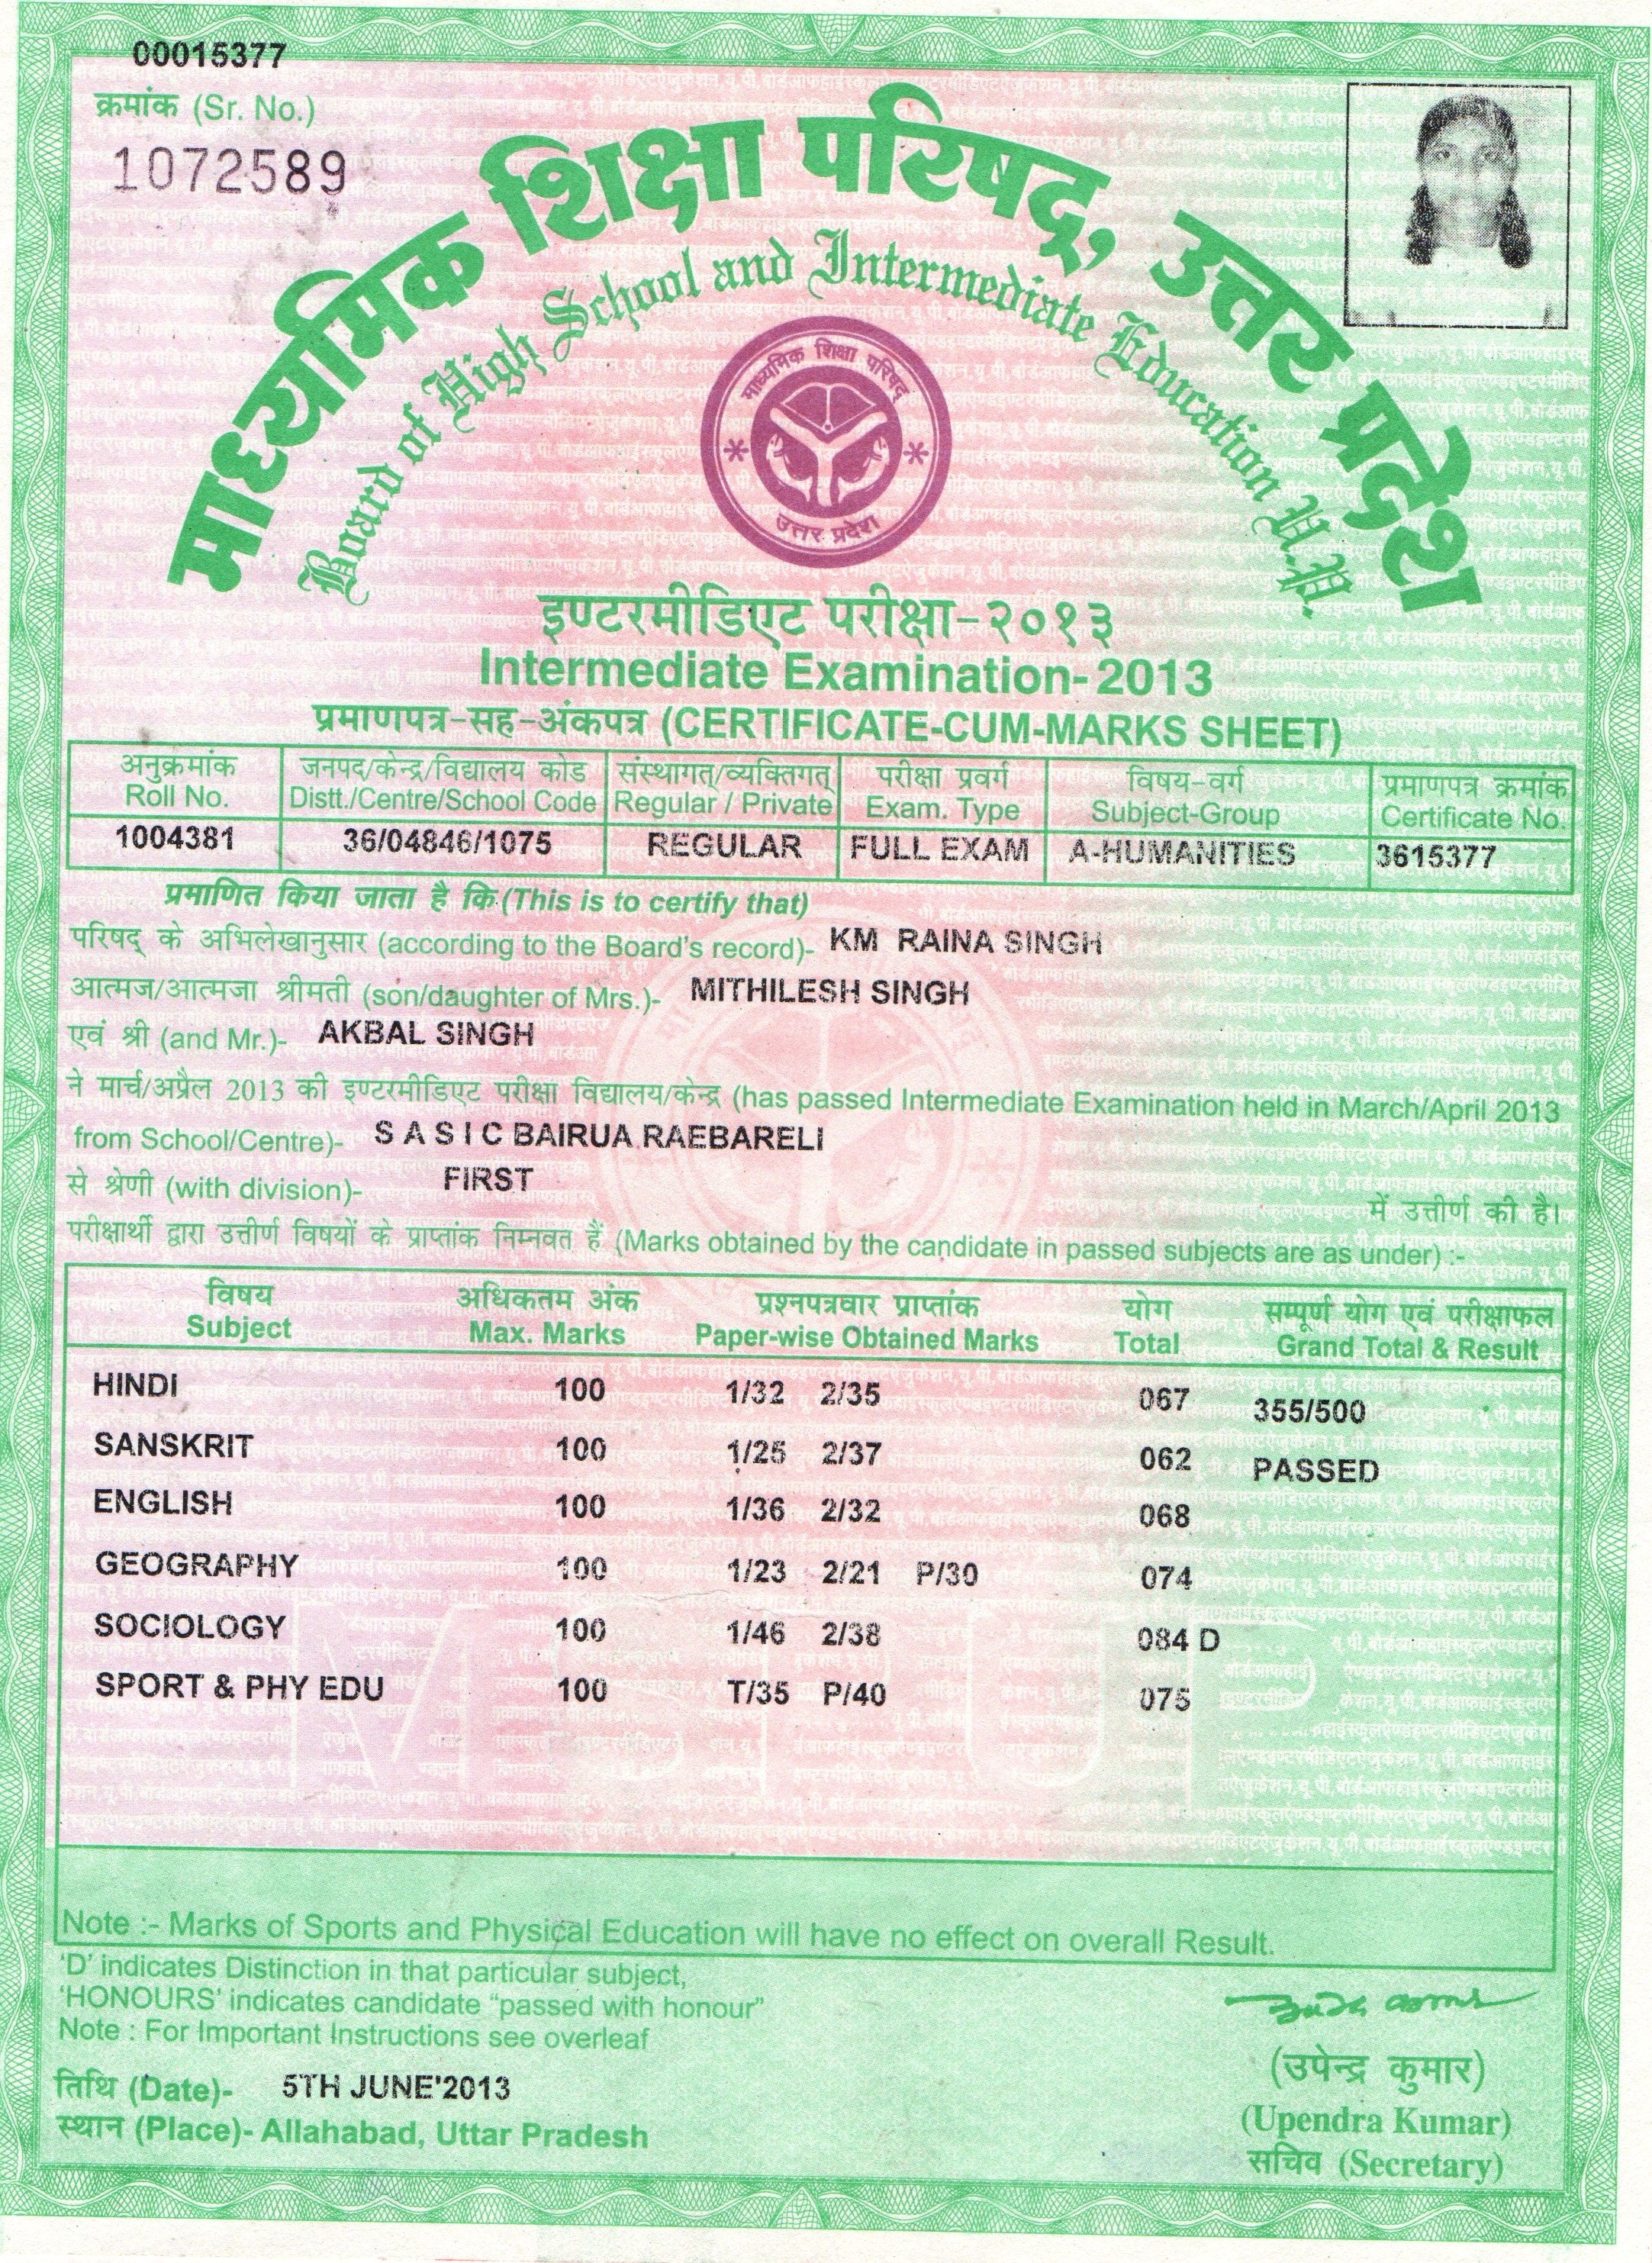 00015377
क्रमांक (Sr. No.)
1072589
माध्यमिक शिक्षा परिषद्, उत्तर प्रदेश
Board of High School and Intermediate Education U.P.
माध्यमिक शिक्षा परिषद्
उत्तर प्रदेश
इण्टरमीडिएट परीक्षा-२०१३
Intermediate Examination-2013
प्रमाणपत्र-सह-अंकपत्र (CERTIFICATE-CUM-MARKS SHEET)
अनुक्रमांक जनपद/केन्द्र/विद्यालय कोड संस्थागत्/व्यक्तिगत् परीक्षा प्रवर्ग विषय-वर्ग प्रमाणपत्र क्रमांक
Roll No. Distt./Centre/School Code Regular / Private Exam. Type Subject-Group Certificate No.
1004381 36/04846/1075 REGULAR FULL EXAM A-HUMANITIES 3615377
प्रमाणित किया जाता है कि (This is to certify that)
परिषद् के अभिलेखानुसार (according to the Board's record)- KM RAINA SINGH
आत्मज/आत्मजा श्रीमती (son/daughter of Mrs.)- MITHILESH SINGH
एवं श्री (and Mr.)- AKBAL SINGH
ने मार्च/अप्रैल 2013 की इण्टरमीडिएट परीक्षा विद्यालय/केन्द्र (has passed Intermediate Examination held in March/April 2013
from School/Centre)- S A S I C BAIRUA RAEBARELI
से श्रेणी (with division)- FIRST
में उत्तीर्ण की है।
परीक्षार्थी द्वारा उत्तीर्ण विषयों के प्राप्तांक निम्नवत हैं (Marks obtained by the candidate in passed subjects are as under) :-
विषय अधिकतम अंक प्रश्नपत्रवार प्राप्तांक योग सम्पूर्ण योग एवं परीक्षाफल
Subject Max. Marks Paper-wise Obtained Marks Total Grand Total & Result
HINDI 100 1/32 2/35 067 355/500
SANSKRIT 100 1/25 2/37 062 PASSED
ENGLISH 100 1/36 2/32 068
GEOGRAPHY 100 1/23 2/21 P/30 074
SOCIOLOGY 100 1/46 2/38 084 D
SPORT & PHY EDU 100 T/35 P/40 075
Note :- Marks of Sports and Physical Education will have no effect on overall Result.
'D' indicates Distinction in that particular subject,
'HONOURS' indicates candidate "passed with honour"
Note : For Important Instructions see overleaf
तिथि (Date)- 5TH JUNE'2013
स्थान (Place)- Allahabad, Uttar Pradesh
(उपेन्द्र कुमार)
(Upendra Kumar)
सचिव (Secretary)